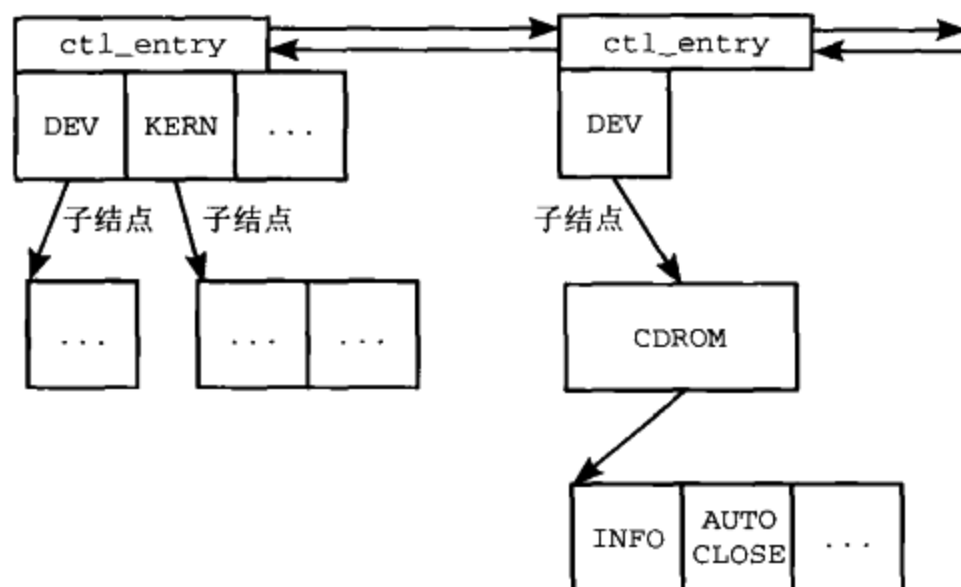 ctl_entry
ctl_entry
DEV KERN ...
DEV
子结点
子结点
子结点
...
... ...
CDROM
INFO
AUTO
CLOSE
...